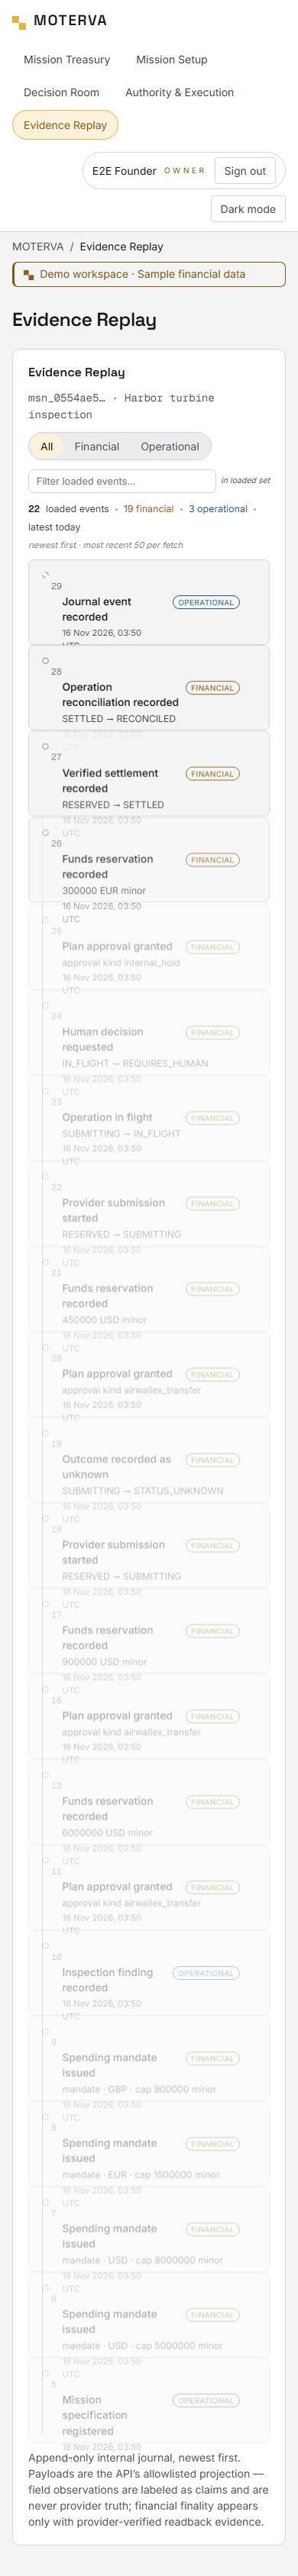 MOTERVA
Mission Treasury Mission Setup
Decision Room Authority & Execution
Evidence Replay
E2E Founder OWNER Sign out
Dark mode
MOTERVA / Evidence Replay
Demo workspace · Sample financial data
Evidence Replay
Evidence Replay
msn_0554ae5… · Harbor turbine
inspection
All Financial Operational
Filter loaded events... in loaded set
22 loaded events • 19 financial • 3 operational •
latest today
newest first · most recent 50 per fetch
29
Journal event OPERATIONAL
recorded
16 Nov 2026, 03:50
UTC
28
Operation FINANCIAL
reconciliation recorded
SETTLED → RECONCILED
16 Nov 2026, 03:50
UTC
27
Verified settlement FINANCIAL
recorded
RESERVED → SETTLED
16 Nov 2026, 03:50
UTC
26
Funds reservation FINANCIAL
recorded
300000 EUR minor
16 Nov 2026, 03:50
UTC
25
Plan approval granted FINANCIAL
approval kind internal_hold
16 Nov 2026, 03:50
UTC
24
Human decision FINANCIAL
requested
IN_FLIGHT → REQUIRES_HUMAN
16 Nov 2026, 03:50
UTC
23
Operation in flight FINANCIAL
SUBMITTING → IN_FLIGHT
16 Nov 2026, 03:50
UTC
22
Provider submission FINANCIAL
started
RESERVED → SUBMITTING
16 Nov 2026, 03:50
UTC
21
Funds reservation FINANCIAL
recorded
450000 USD minor
16 Nov 2026, 03:50
UTC
20
Plan approval granted FINANCIAL
approval kind airwallex_transfer
16 Nov 2026, 03:50
UTC
19
Outcome recorded as FINANCIAL
unknown
SUBMITTING → STATUS_UNKNOWN
16 Nov 2026, 03:50
UTC
18
Provider submission FINANCIAL
started
RESERVED → SUBMITTING
16 Nov 2026, 03:50
UTC
17
Funds reservation FINANCIAL
recorded
900000 USD minor
16 Nov 2026, 03:50
UTC
16
Plan approval granted FINANCIAL
approval kind airwallex_transfer
16 Nov 2026, 03:50
UTC
12
Funds reservation FINANCIAL
recorded
6000000 USD minor
16 Nov 2026, 03:50
UTC
11
Plan approval granted FINANCIAL
approval kind airwallex_transfer
16 Nov 2026, 03:50
UTC
10
Inspection finding OPERATIONAL
recorded
16 Nov 2026, 03:50
UTC
9
Spending mandate FINANCIAL
issued
mandate · GBP · cap 900000 minor
16 Nov 2026, 03:50
UTC
8
Spending mandate FINANCIAL
issued
mandate · EUR · cap 1500000 minor
16 Nov 2026, 03:50
UTC
7
Spending mandate FINANCIAL
issued
mandate · USD · cap 8000000 minor
16 Nov 2026, 03:50
UTC
6
Spending mandate FINANCIAL
issued
mandate · USD · cap 5000000 minor
16 Nov 2026, 03:50
UTC
5
Mission OPERATIONAL
specification
registered
16 Nov 2026, 03:50
Append-only internal journal, newest first.
Payloads are the API's allowlisted projection —
field observations are labeled as claims and are
never provider truth; financial finality appears
only with provider-verified readback evidence.